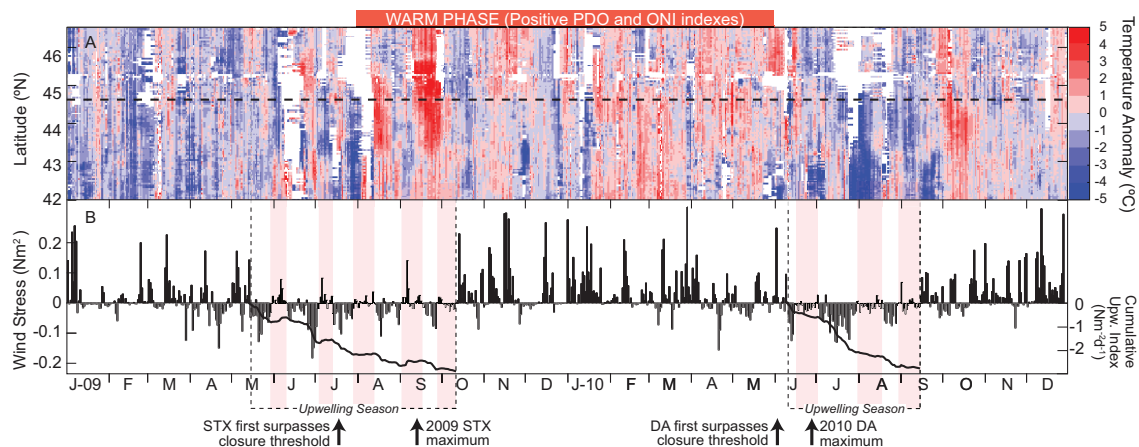 WARM PHASE (Positive PDO and ONI indexes)
A
46
45
44
43
42
Latitude (ºN)
5
4
3
2
1
0
-1
-2
-3
-4
-5
Temperature Anomaly (ºC)
B
0.2
0.1
0
-0.1
-0.2
Wind Stress (Nm²)
0
-1
-2
Cumulative
Upw. Index
(Nm⁻²d⁻¹)
J-09 F M A M J J A S O N D J-10 F M A M J J A S O N D
Upwelling Season
Upwelling Season
STX first surpasses
closure threshold
2009 STX
maximum
DA first surpasses
closure threshold
2010 DA
maximum